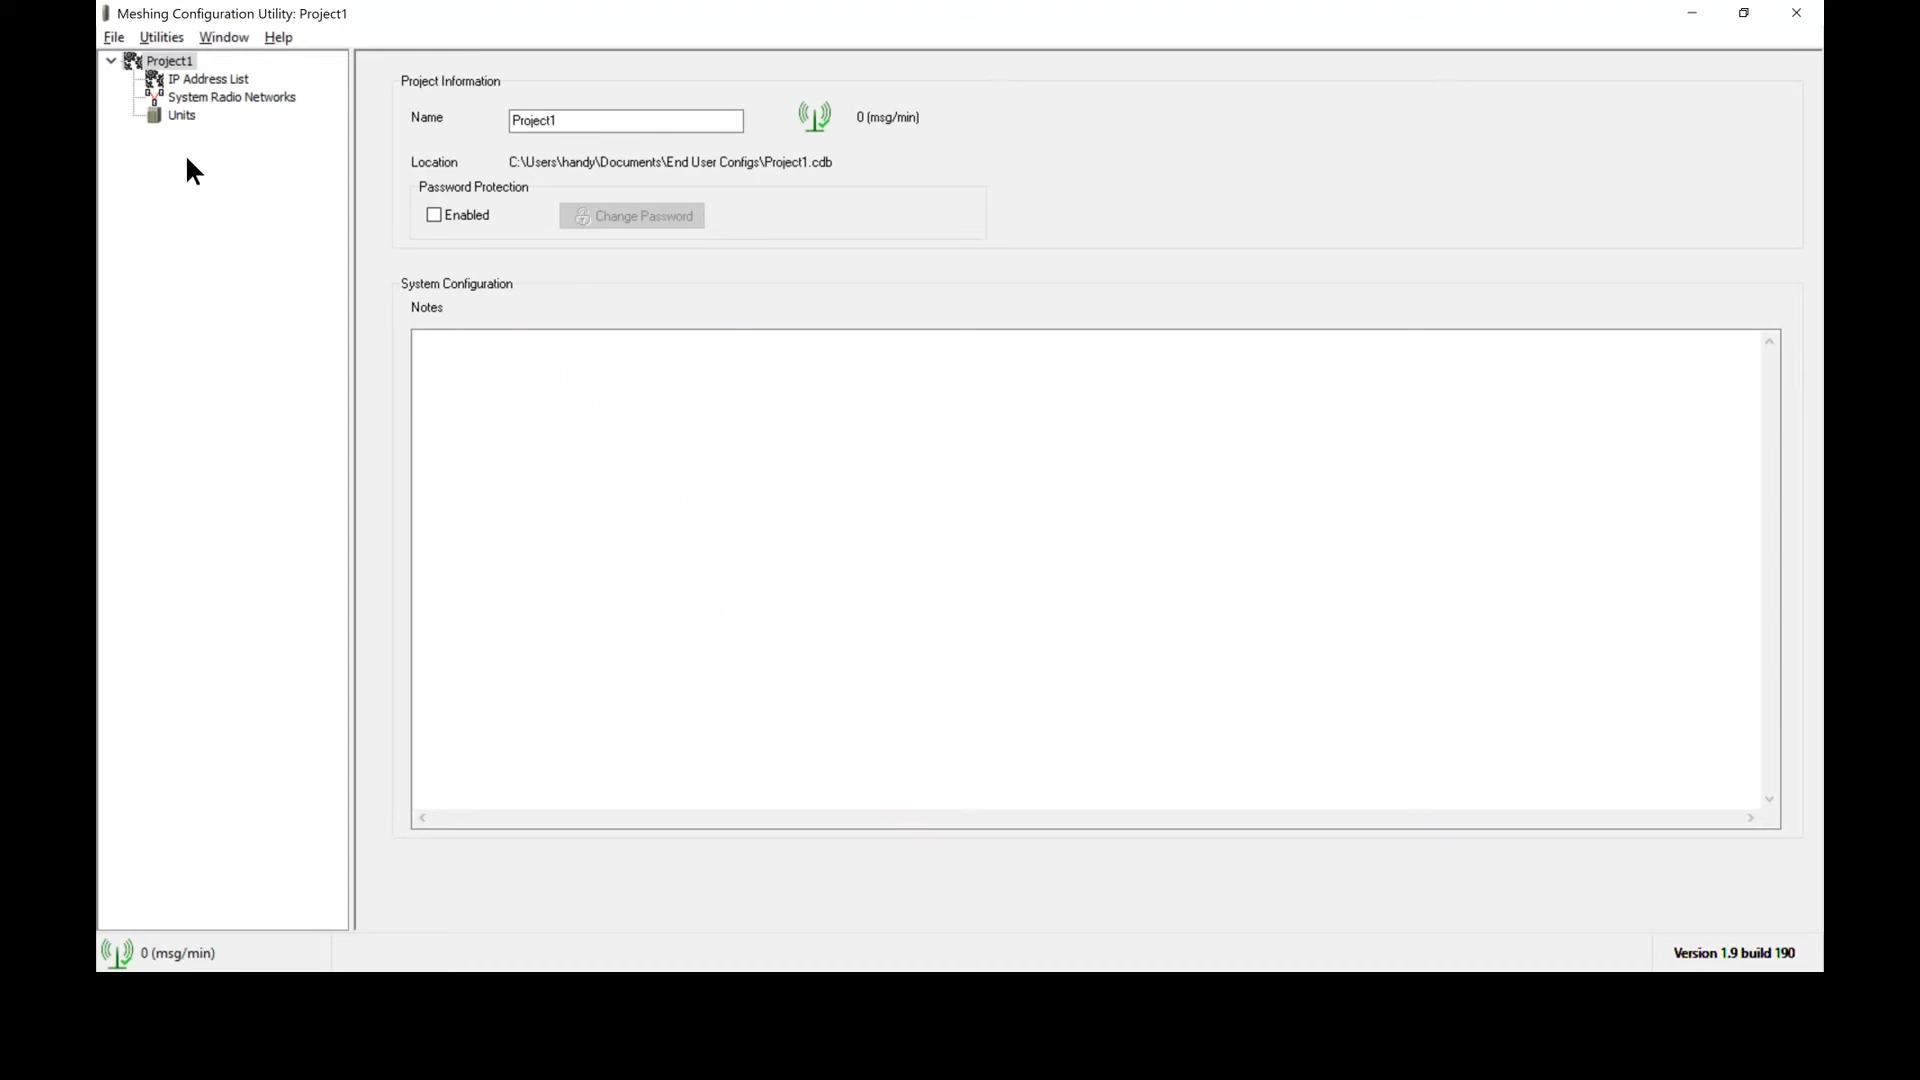 Meshing Configuration Utility: Project1
File Utilities Window Help
Project1
IP Address List
System Radio Networks
Units
Project Information
Name Project1 0 (msg/min)
Location C:\Users\handy\Documents\End User Configs\Project1.cdb
Password Protection
Enabled Change Password
System Configuration
Notes
0 (msg/min) Version 1.9 build 190